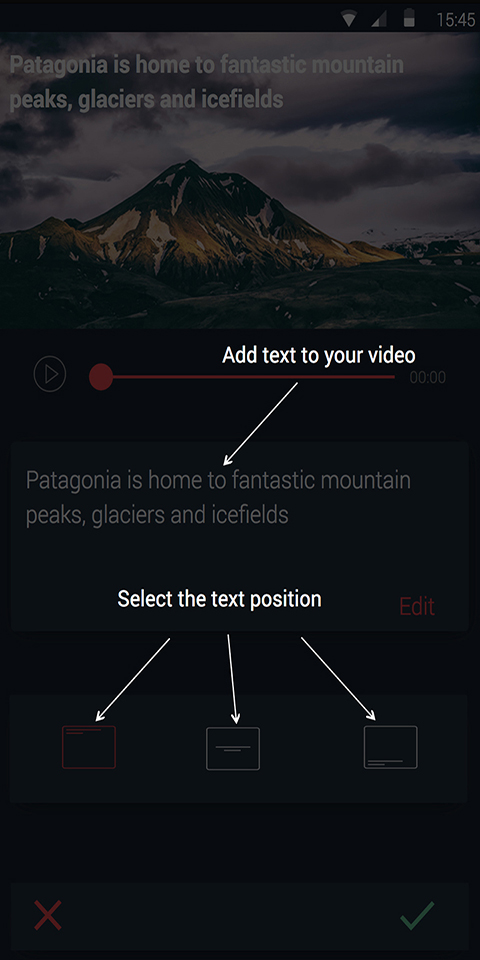 15:45
Patagonia is home to fantastic mountain
peaks, glaciers and icefields
Add text to your video
00:00
Patagonia is home to fantastic mountain
peaks, glaciers and icefields
Select the text position
Edit